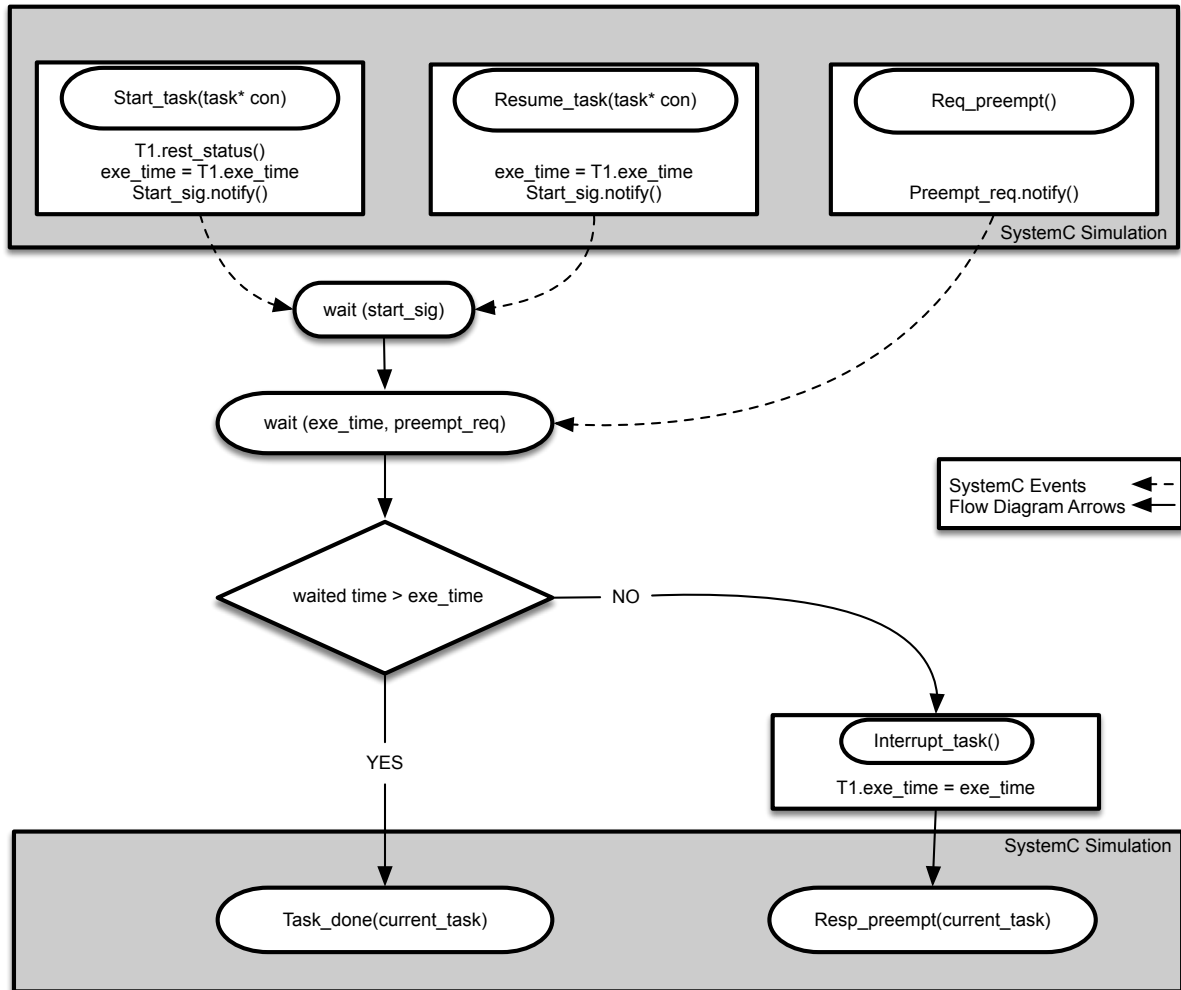 Start_task(task* con)
T1.rest_status()
exe_time = T1.exe_time
Start_sig.notify()
Resume_task(task* con)
exe_time = T1.exe_time
Start_sig.notify()
Req_preempt()
Preempt_req.notify()
SystemC Simulation
wait (start_sig)
wait (exe_time, preempt_req)
SystemC Events
Flow Diagram Arrows
waited time > exe_time
NO
YES
Interrupt_task()
T1.exe_time = exe_time
SystemC Simulation
Task_done(current_task)
Resp_preempt(current_task)